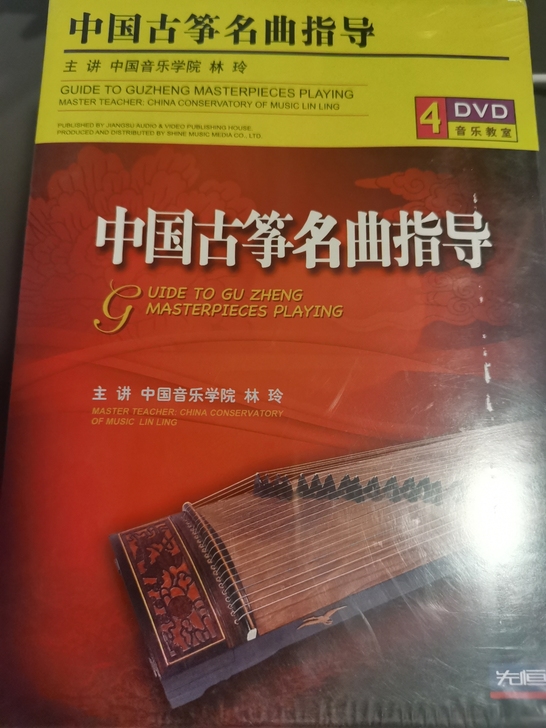 中国古筝名曲指导
主 讲 中国音乐学院 林 玲
GUIDE TO GUZHENG MASTERPIECES PLAYING
MASTER TEACHER: CHINA CONSERVATORY OF MUSIC LIN LING
PUBLISHED BY JIANGSU AUDIO & VIDEO PUBLISHING HOUSE
PRODUCED AND DISTRIBUTED BY SHINE MUSIC MEDIA CO., LTD.
4 DVD
音乐教室
中国古筝名曲指导
GUIDE TO GU ZHENG
MASTERPIECES PLAYING
主 讲 中国音乐学院 林 玲
MASTER TEACHER: CHINA CONSERVATORY
OF MUSIC LIN LING
先恒